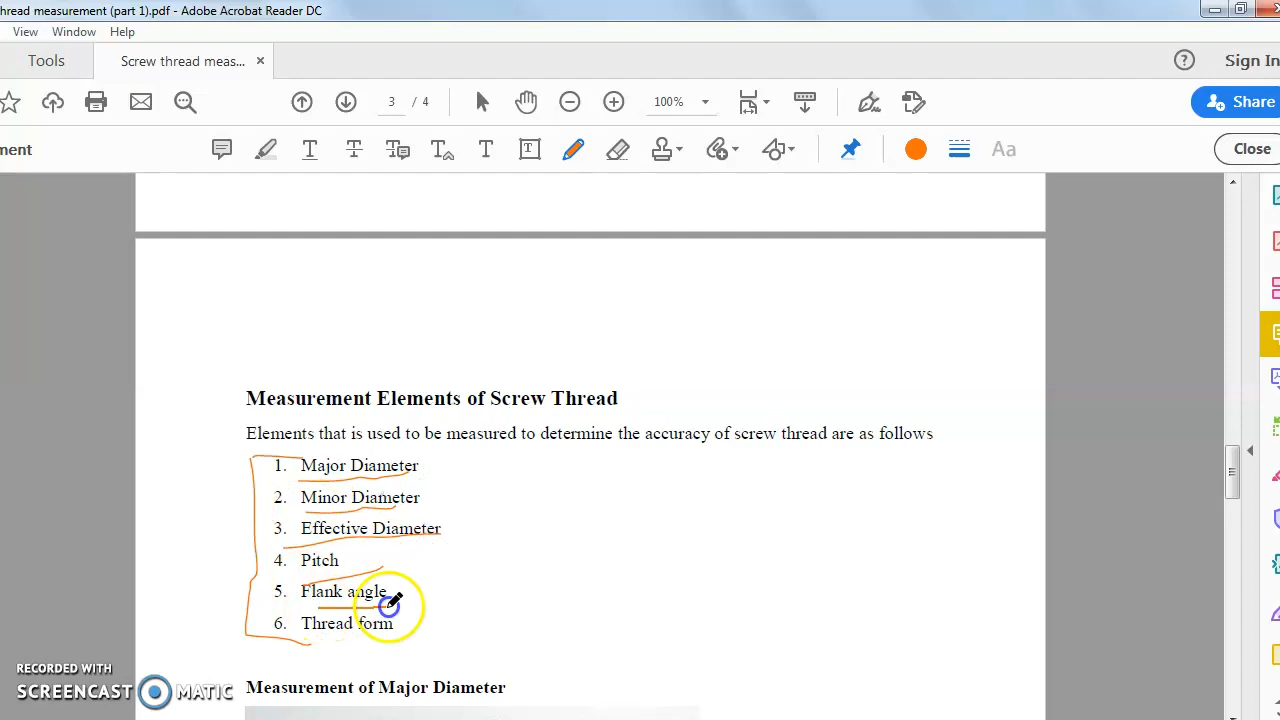 hread measurement (part 1).pdf - Adobe Acrobat Reader DC
View Window Help
Tools Screw thread meas... × Sign In
3 / 4 100% Share
ment Aa Close
Measurement Elements of Screw Thread
Elements that is used to be measured to determine the accuracy of screw thread are as follows
1. Major Diameter
2. Minor Diameter
3. Effective Diameter
4. Pitch
5. Flank angle
6. Thread form
RECORDED WITH
SCREENCAST MATIC
Measurement of Major Diameter